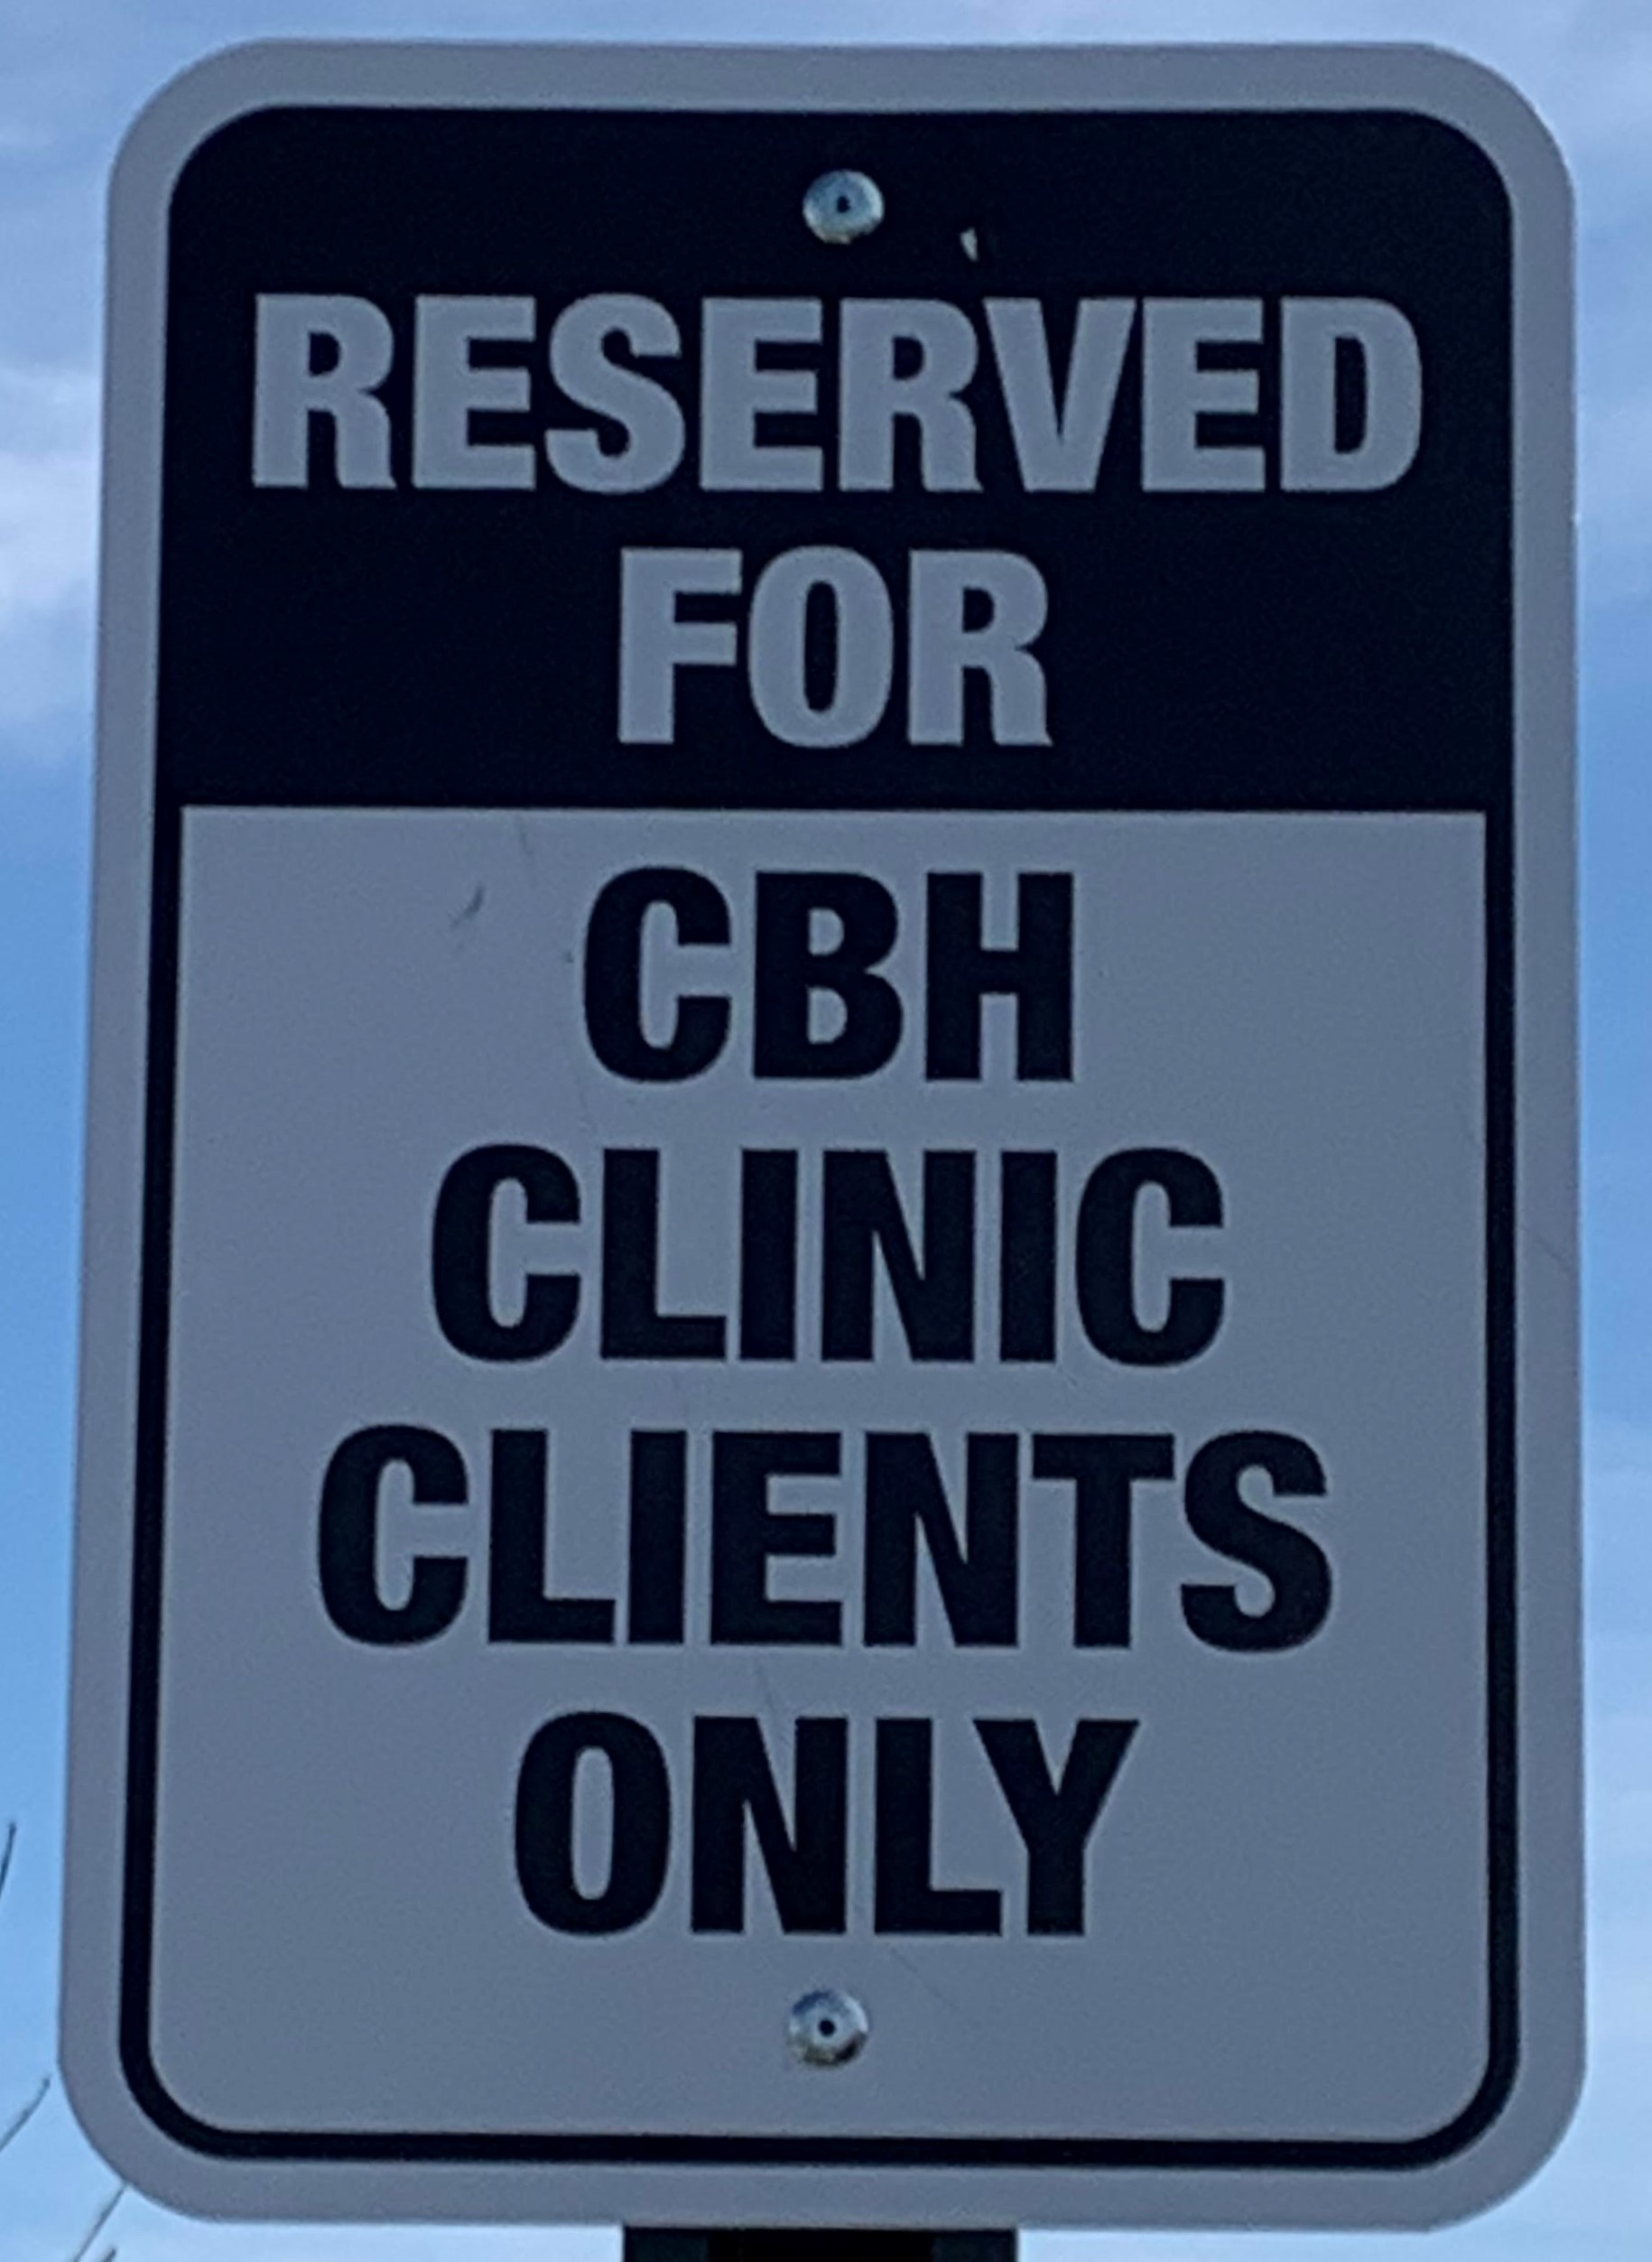 RESERVED
FOR
CBH
CLINIC
CLIENTS
ONLY